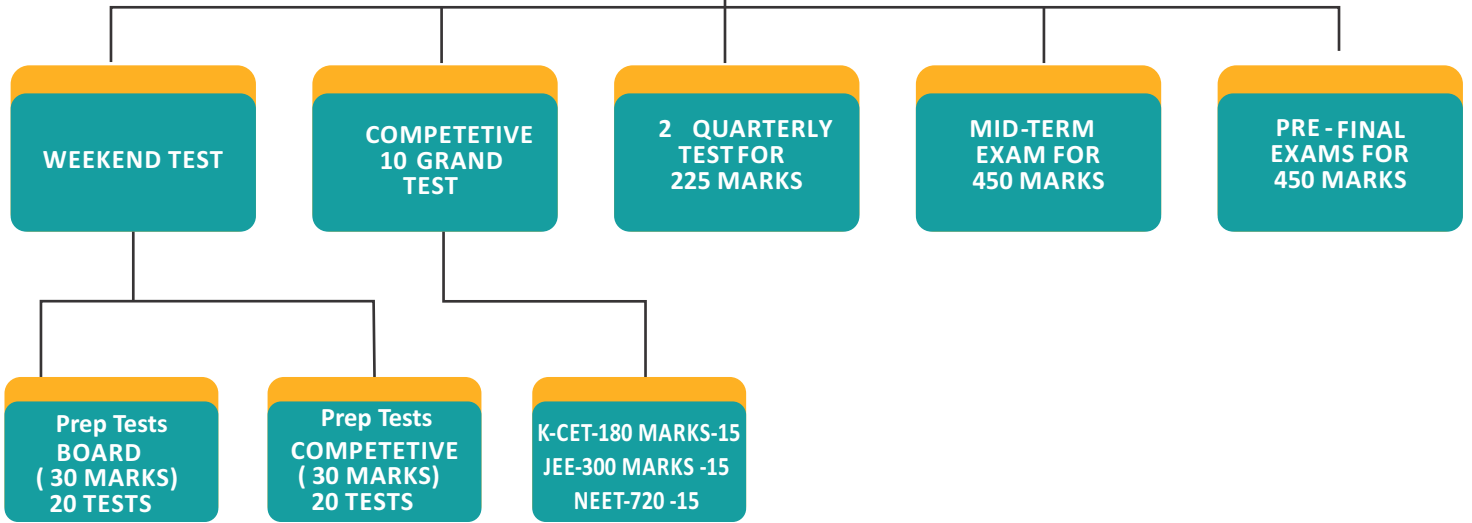 WEEKEND TEST
COMPETETIVE
10 GRAND
TEST
2 QUARTERLY
TEST FOR
225 MARKS
MID-TERM
EXAM FOR
450 MARKS
PRE - FINAL
EXAMS FOR
450 MARKS
Prep Tests
BOARD
( 30 MARKS)
20 TESTS
Prep Tests
COMPETETIVE
( 30 MARKS)
20 TESTS
K-CET-180 MARKS-15
JEE-300 MARKS -15
NEET-720 -15